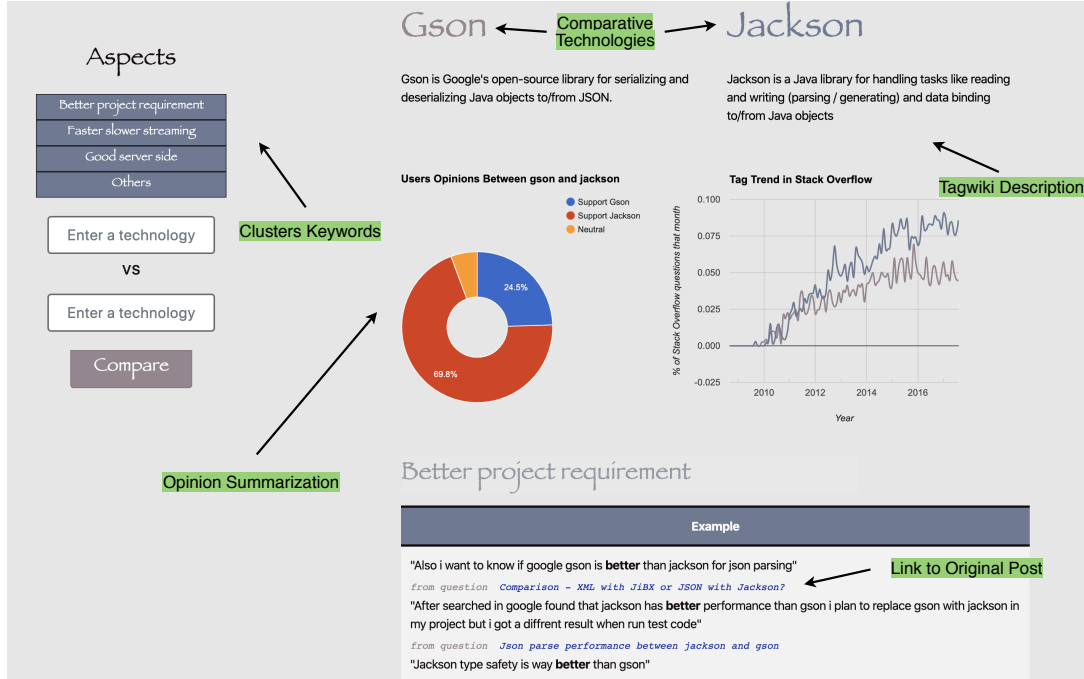 Aspects
Better project requirement
Faster slower streaming
Good server side
Others
Enter a technology
VS
Enter a technology
Compare
Clusters Keywords
Opinion Summarization
Gson
Comparative
Technologies
Jackson
Gson is Google's open-source library for serializing and
deserializing Java objects to/from JSON.
Jackson is a Java library for handling tasks like reading
and writing (parsing / generating) and data binding
to/from Java objects
Tagwiki Description
Users Opinions Between gson and jackson
Support Gson
Support Jackson
Neutral
24.5%
69.8%
Tag Trend in Stack Overflow
% of Stack Overflow questions that month
0.100
0.075
0.050
0.025
0.000
-0.025
2010
2012
2014
2016
Year
Better project requirement
Example
"Also i want to know if google gson is better than jackson for json parsing"
from question Comparison - XML with JiBX or JSON with Jackson?
Link to Original Post
"After searched in google found that jackson has better performance than gson i plan to replace gson with jackson in
my project but i got a diffrent result when run test code"
from question Json parse performance between jackson and gson
"Jackson type safety is way better than gson"